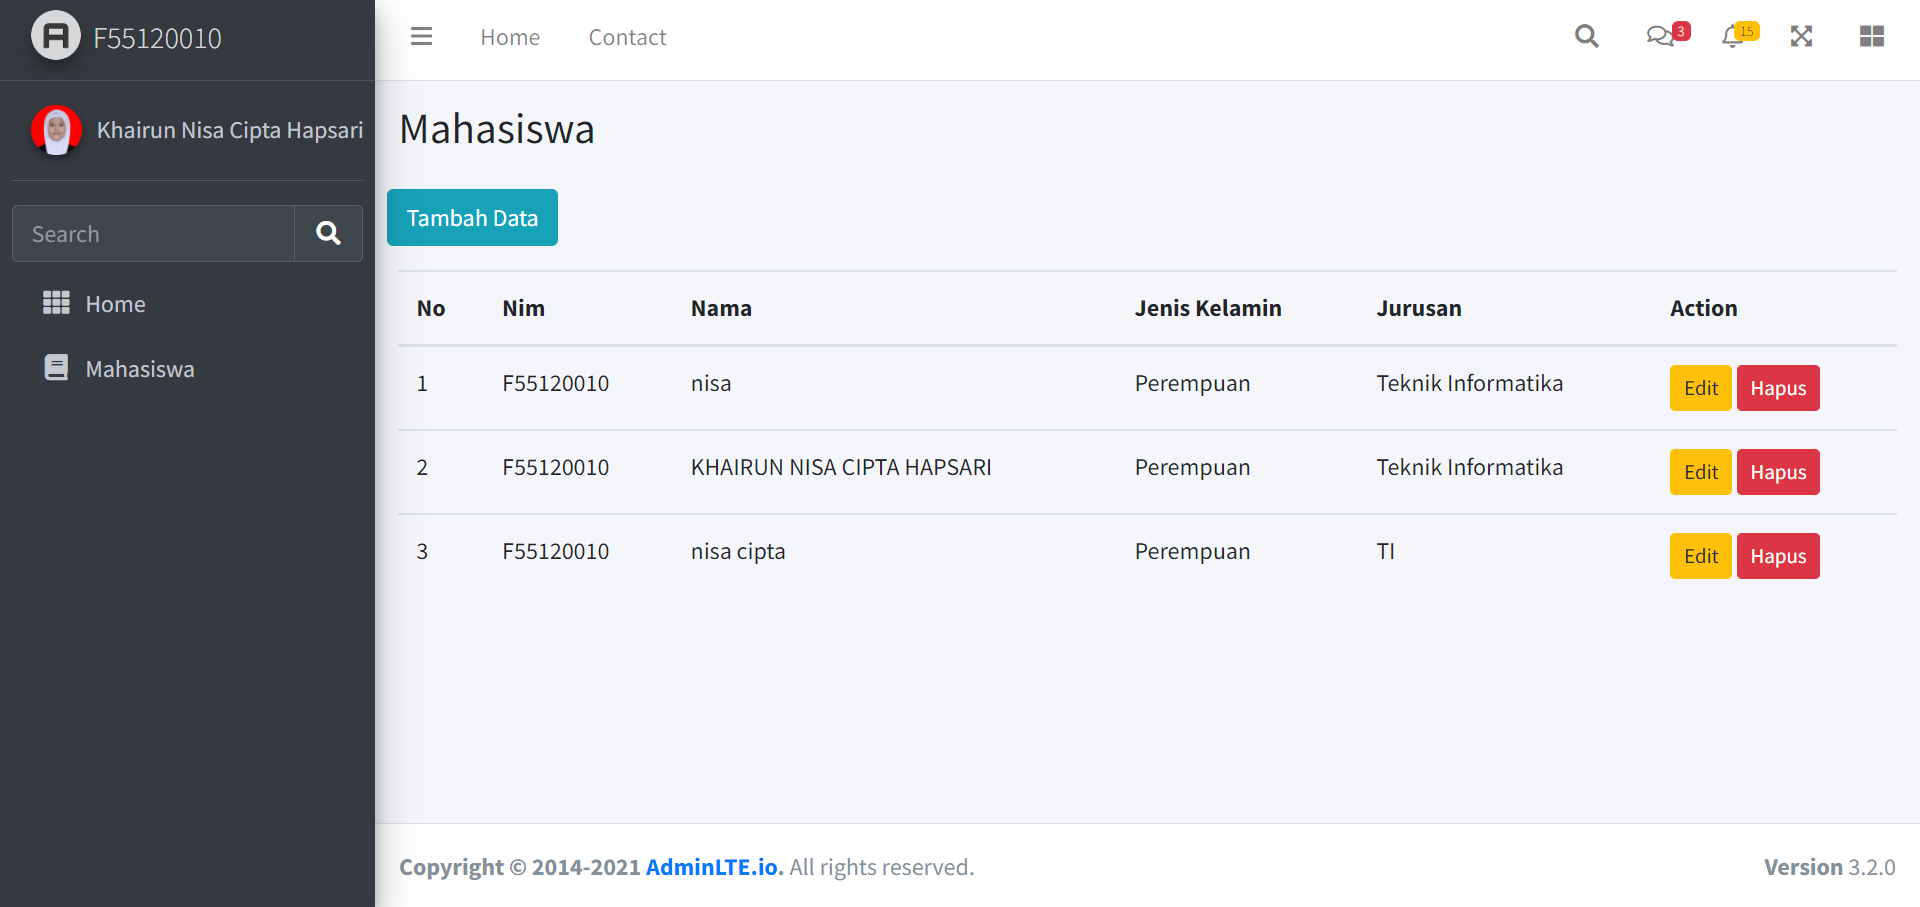 F55120010
Home Contact 3 15
Khairun Nisa Cipta Hapsari
Search
Home
Mahasiswa
Mahasiswa
Tambah Data
No Nim Nama Jenis Kelamin Jurusan Action
1 F55120010 nisa Perempuan Teknik Informatika Edit Hapus
2 F55120010 KHAIRUN NISA CIPTA HAPSARI Perempuan Teknik Informatika Edit Hapus
3 F55120010 nisa cipta Perempuan TI Edit Hapus
Copyright © 2014-2021 AdminLTE.io. All rights reserved. Version 3.2.0